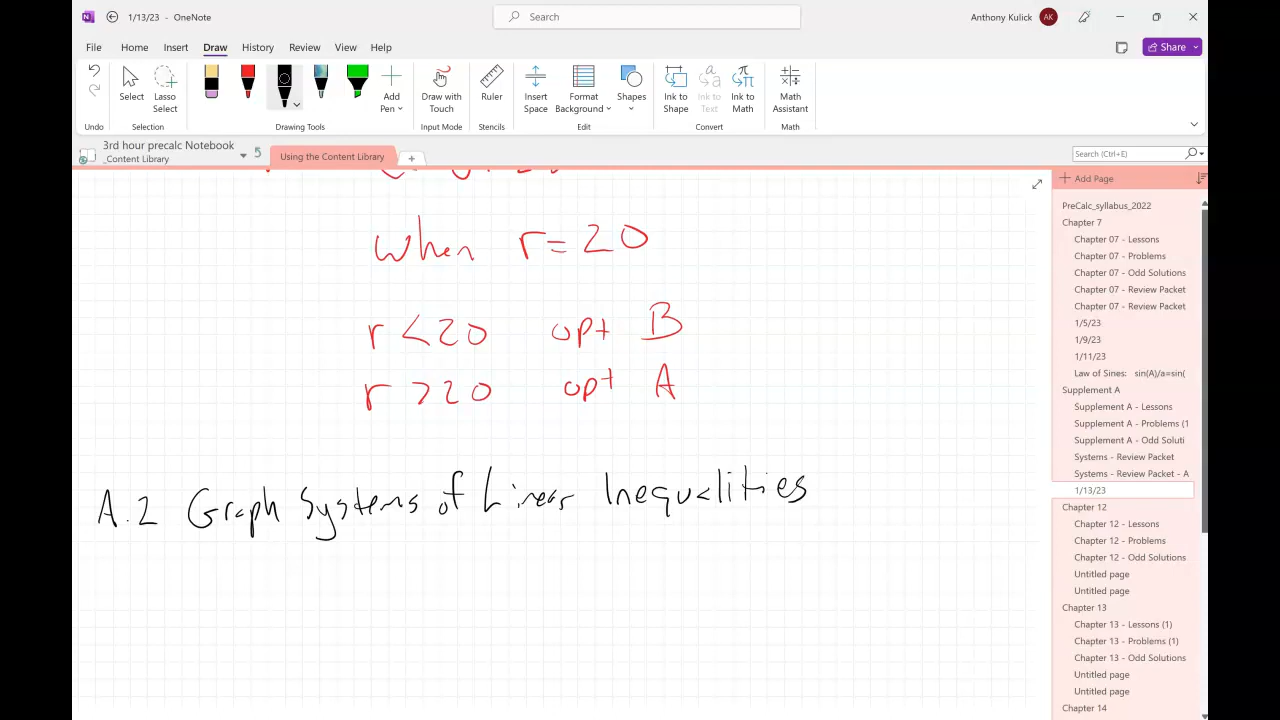 1/13/23 - OneNote
Search
Anthony Kulick
AK
File Home Insert Draw History Review View Help
Share
Undo
Select
Lasso Select
Add Pen
Draw with Touch
Ruler
Insert Space
Format Background
Shapes
Ink to Shape
Ink to Text
Ink to Math
Math Assistant
Undo Selection Drawing Tools Input Mode Stencils Edit Convert Math
3rd hour precalc Notebook
_Content Library
Using the Content Library
Search (Ctrl+E)
Add Page
when r=20
r <20 opt B
r >20 opt A
A.2 Graph Systems of Linear Inequalities
PreCalc_syllabus_2022
Chapter 7
Chapter 07 - Lessons
Chapter 07 - Problems
Chapter 07 - Odd Solutions
Chapter 07 - Review Packet
Chapter 07 - Review Packet
1/5/23
1/9/23
1/11/23
Law of Sines: sin(A)/a=sin(
Supplement A
Supplement A - Lessons
Supplement A - Problems (1
Supplement A - Odd Soluti
Systems - Review Packet
Systems - Review Packet - A
1/13/23
Chapter 12
Chapter 12 - Lessons
Chapter 12 - Problems
Chapter 12 - Odd Solutions
Untitled page
Untitled page
Chapter 13
Chapter 13 - Lessons (1)
Chapter 13 - Problems (1)
Chapter 13 - Odd Solutions
Untitled page
Untitled page
Chapter 14